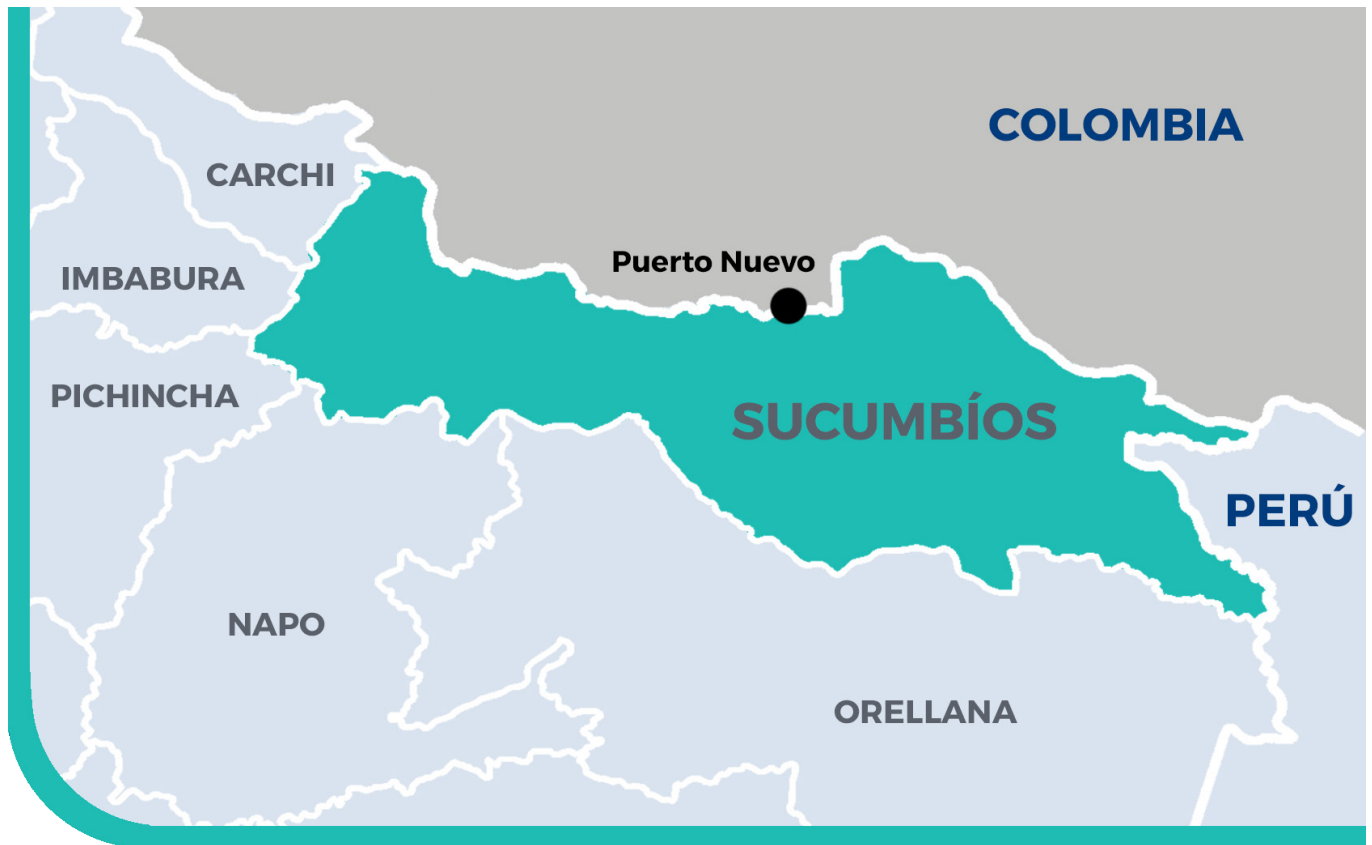 COLOMBIA
CARCHI
Puerto Nuevo
IMBABURA
PICHINCHA
SUCUMBÍOS
PERÚ
NAPO
ORELLANA